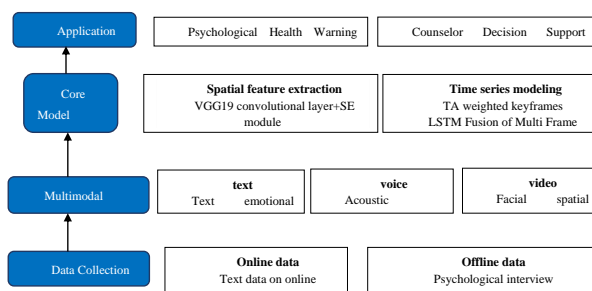 Application
Psychological Health Warning
Counselor Decision Support
Core
Model
Spatial feature extraction
VGG19 convolutional layer+SE
module
Time series modeling
TA weighted keyframes
LSTM Fusion of Multi Frame
Multimodal
text
Text emotional
voice
Acoustic
video
Facial spatial
Data Collection
Online data
Text data on online
Offline data
Psychological interview